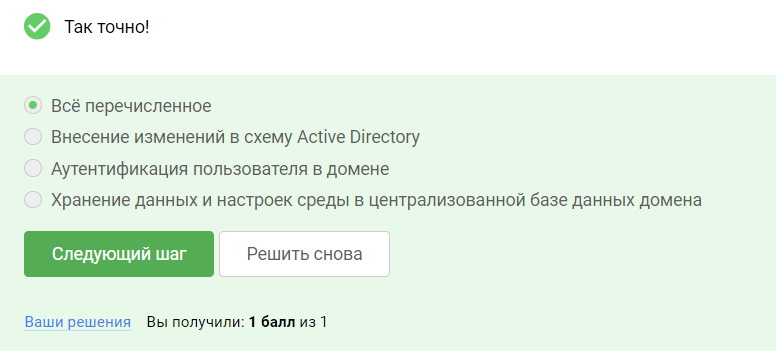 Так точно!
Всё перечисленное
Внесение изменений в схему Active Directory
Аутентификация пользователя в домене
Хранение данных и настроек среды в централизованной базе данных домена
Следующий шаг
Решить снова
Ваши решения Вы получили: 1 балл из 1